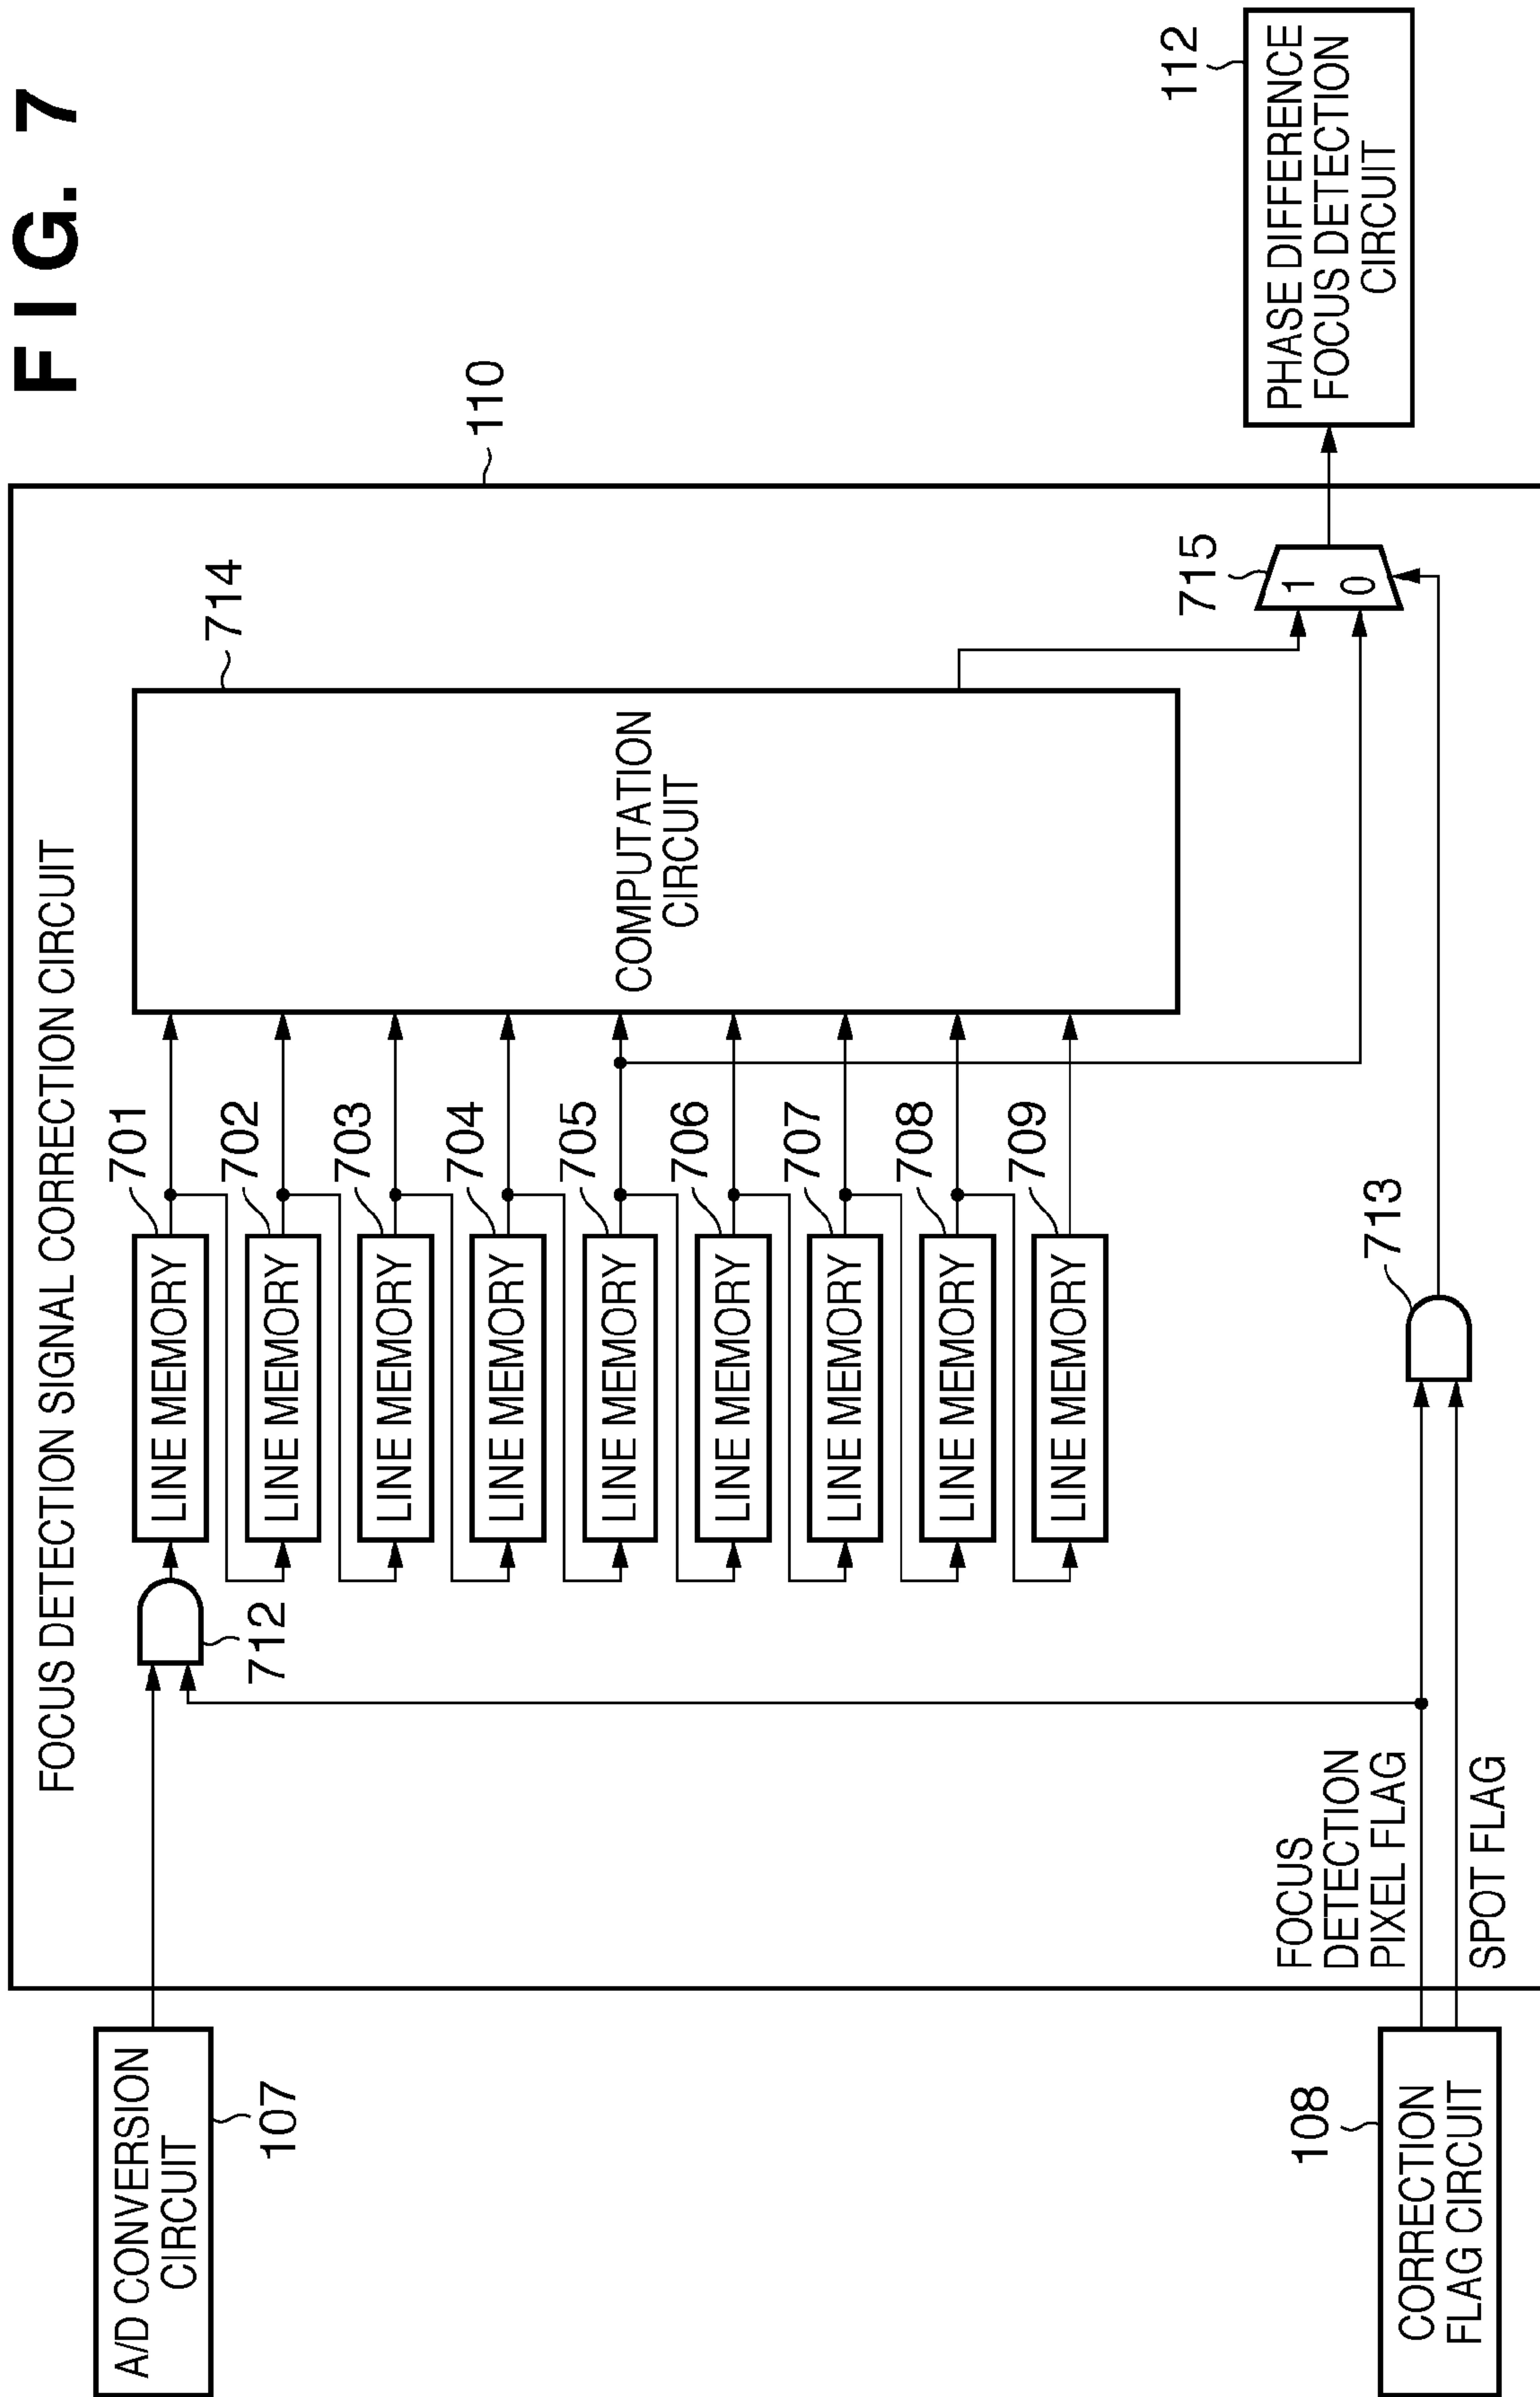 FIG. 7
FOCUS DETECTION SIGNAL CORRECTION CIRCUIT
110
A/D CONVERSION
CIRCUIT
107
712
LINE MEMORY
701
LINE MEMORY
702
LINE MEMORY
703
LINE MEMORY
704
LINE MEMORY
705
LINE MEMORY
706
LINE MEMORY
707
LINE MEMORY
708
LINE MEMORY
709
COMPUTATION
CIRCUIT
714
715
1
0
112
PHASE DIFFERENCE
FOCUS DETECTION
CIRCUIT
108
CORRECTION
FLAG CIRCUIT
FOCUS
DETECTION
PIXEL FLAG
SPOT FLAG
713